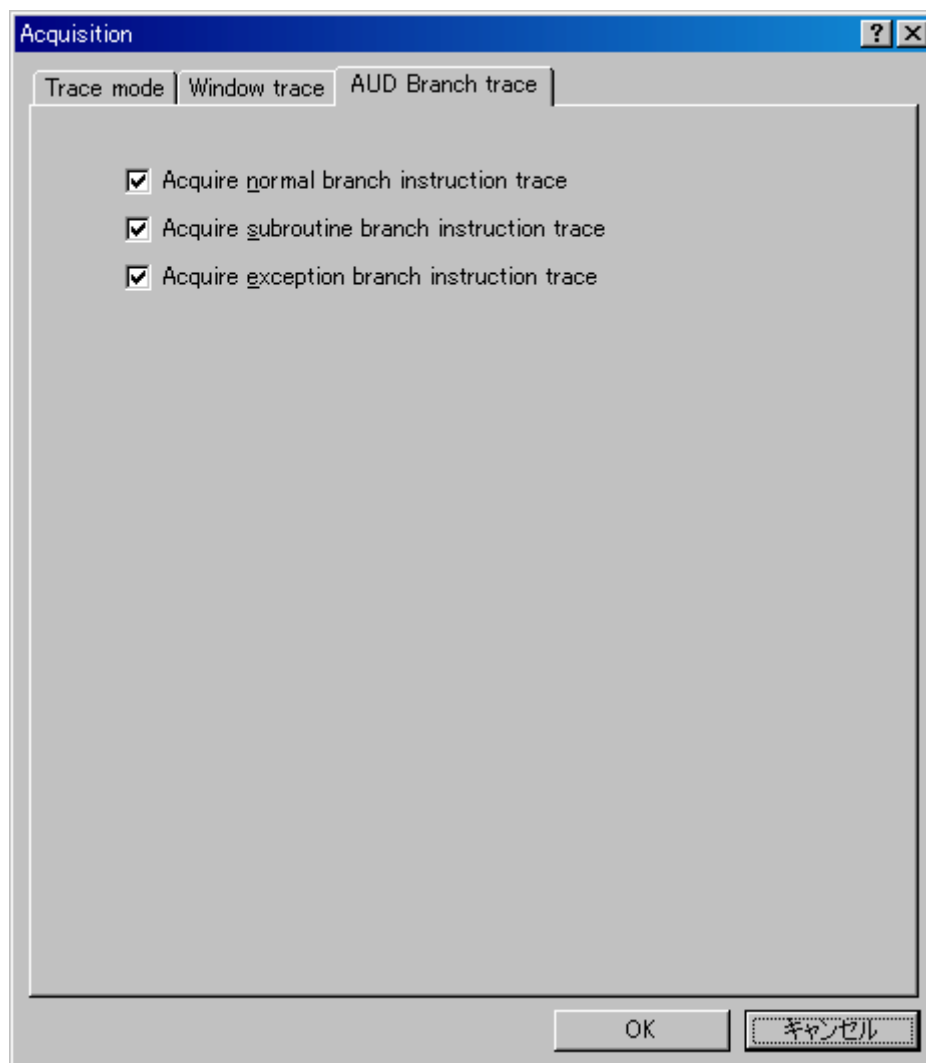 Acquisition
Trace mode Window trace AUD Branch trace
Acquire normal branch instruction trace
Acquire subroutine branch instruction trace
Acquire exception branch instruction trace
OK キャンセル